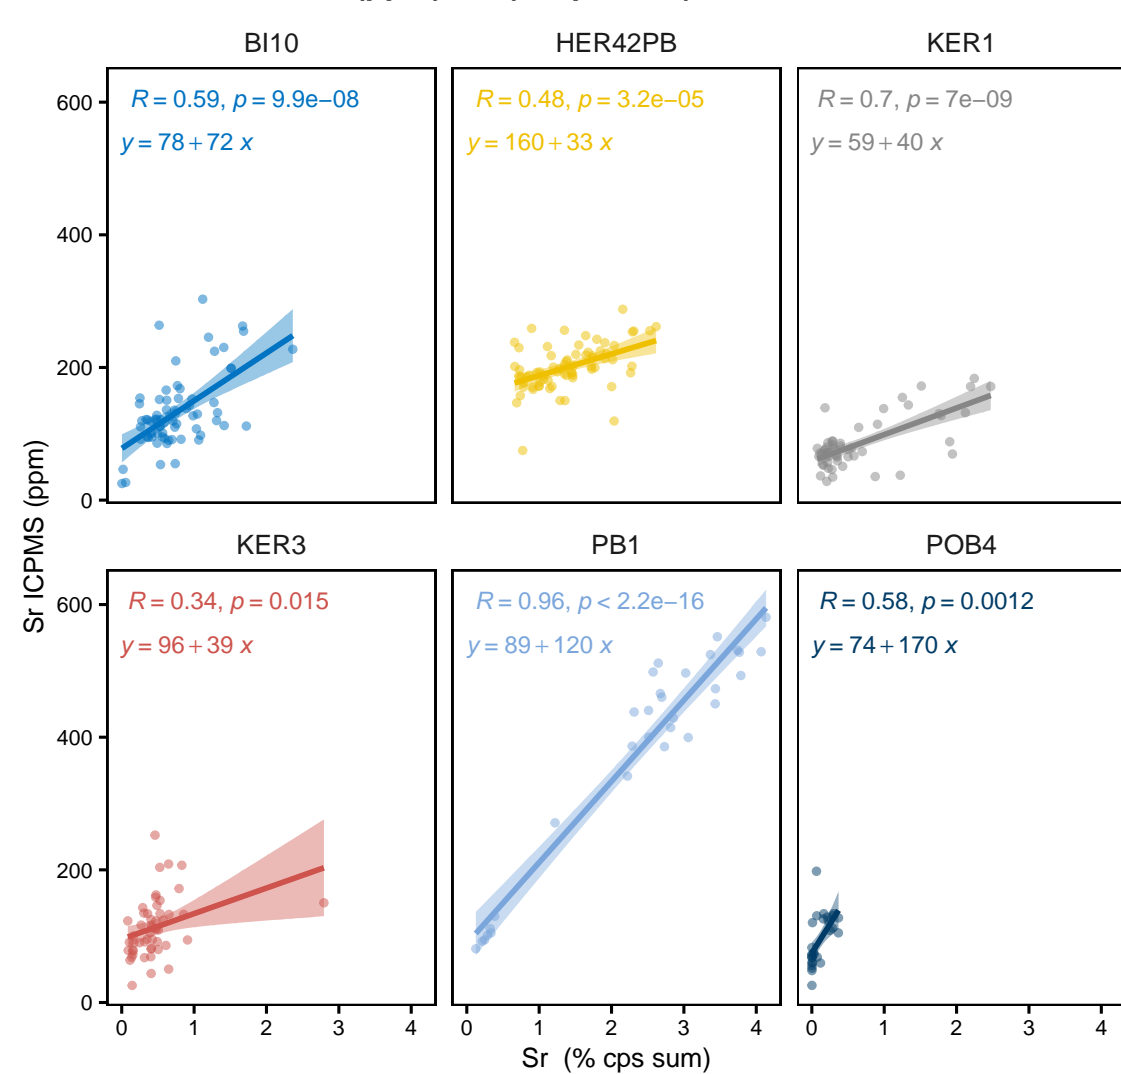 BI10 HER42PB KER1
R = 0.59, p = 9.9e−08 R = 0.48, p = 3.2e−05 R = 0.7, p = 7e−09
y = 78 + 72 x y = 160 + 33 x y = 59 + 40 x
600
400
200
0
Sr ICPMS (ppm)
KER3 PB1 POB4
R = 0.34, p = 0.015 R = 0.96, p < 2.2e−16 R = 0.58, p = 0.0012
y = 96 + 39 x y = 89 + 120 x y = 74 + 170 x
600
400
200
0
0 1 2 3 4 0 1 2 3 4 0 1 2 3 4
Sr (% cps sum)